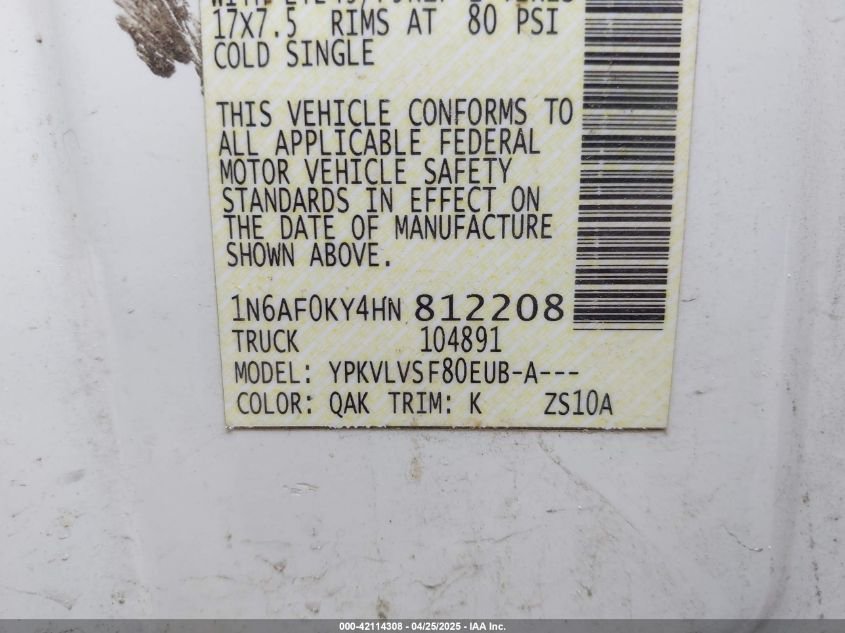 17X7.5 RIMS AT 80 PSI
COLD SINGLE
THIS VEHICLE CONFORMS TO
ALL APPLICABLE FEDERAL
MOTOR VEHICLE SAFETY
STANDARDS IN EFFECT ON
THE DATE OF MANUFACTURE
SHOWN ABOVE.
1N6AF0KY4HN 812208
TRUCK 104891
MODEL: YPKVLVSF80EUB-A---
COLOR: QAK TRIM: K ZS10A
000-42114308 - 04/25/2025 - IAA Inc.